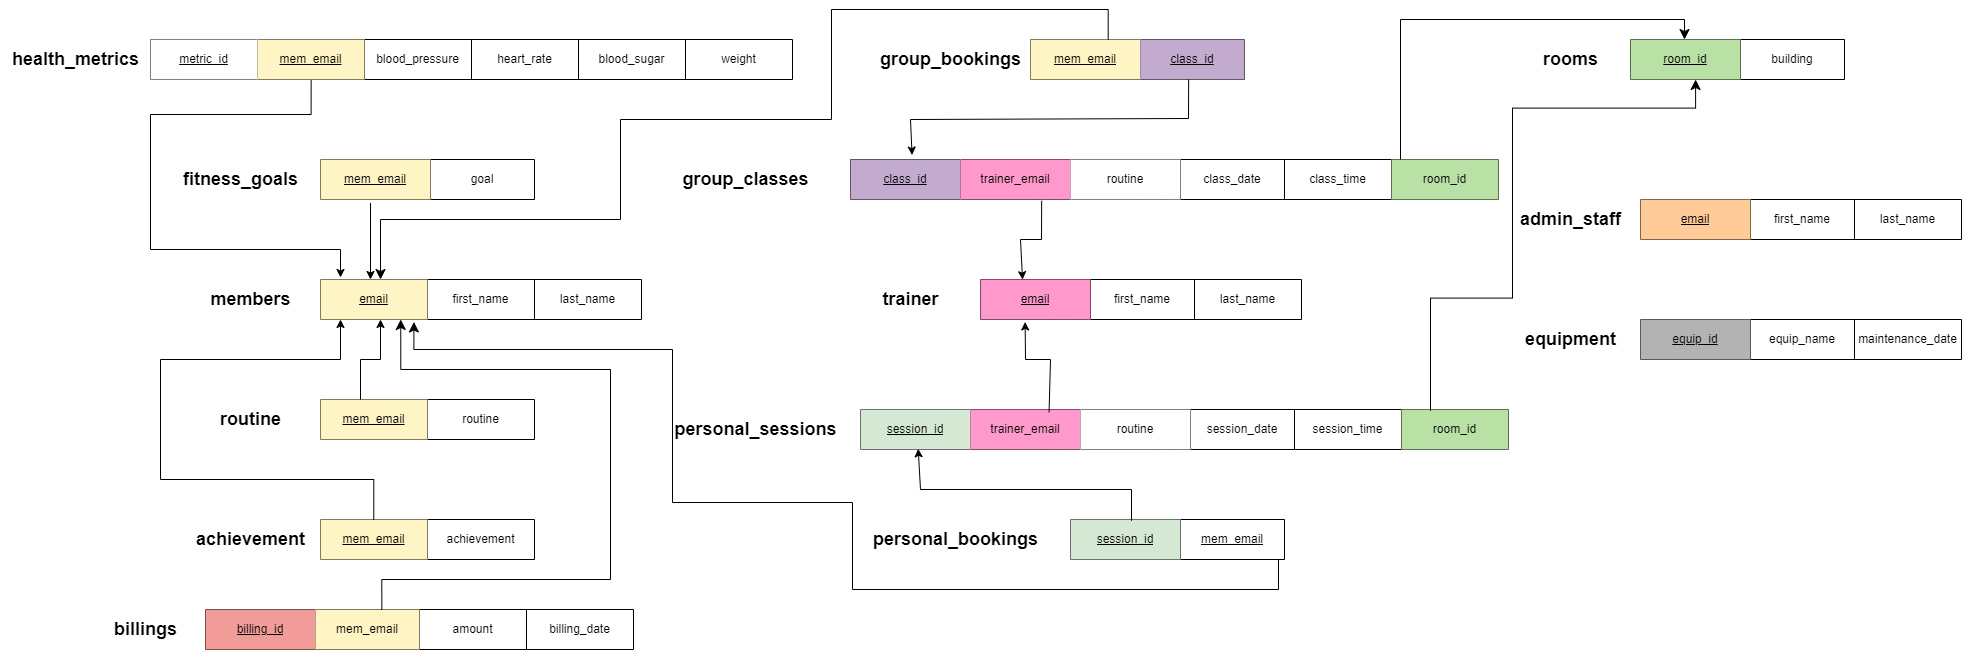 health_metrics metric_id mem_email blood_pressure heart_rate blood_sugar weight
group_bookings mem_email class_id
rooms room_id building
fitness_goals mem_email goal
group_classes class_id trainer_email routine class_date class_time room_id
admin_staff email first_name last_name
members email first_name last_name
trainer email first_name last_name
equipment equip_id equip_name maintenance_date
routine mem_email routine
personal_sessions session_id trainer_email routine session_date session_time room_id
achievement mem_email achievement
personal_bookings session_id mem_email
billings billing_id mem_email amount billing_date